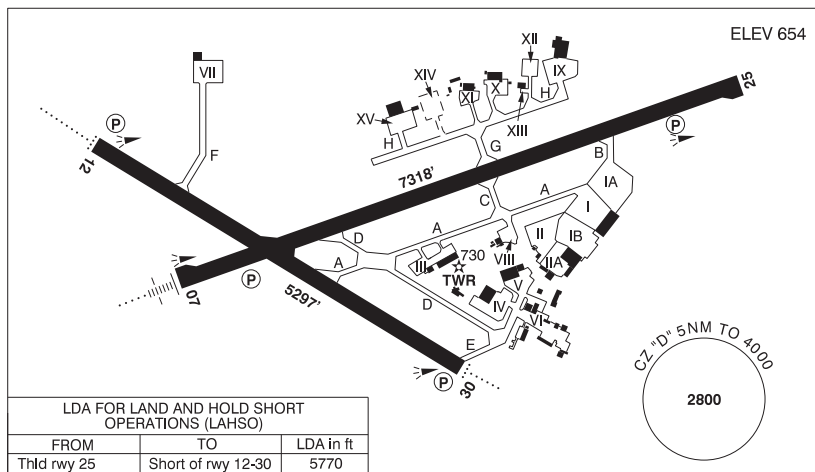 ELEV 654
XII
VII
XIV
IX
XI
X
H
XV
XIII
25
P
H
P
F
G
12
7318'
B
IA
C
A
I
D
A
II
IB
730
A
III
VIII
IIA
TWR
P
V
07
5297'
D
IV
VI
E
CZ "D" 5NM TO 4000
P
30
2800
LDA FOR LAND AND HOLD SHORT
OPERATIONS (LAHSO)
FROM TO LDA in ft
Thld rwy 25 Short of rwy 12-30 5770